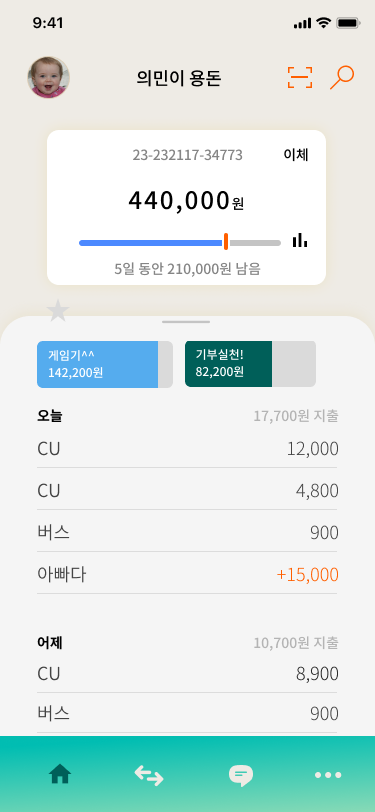 9:41
의민이 용돈
23-232117-34773 이체
440,000원
5일 동안 210,000원 남음
게임기^^
142,200원
기부실천!
82,200원
오늘 17,700원 지출
CU 12,000
CU 4,800
버스 900
아빠다 +15,000
어제 10,700원 지출
CU 8,900
버스 900